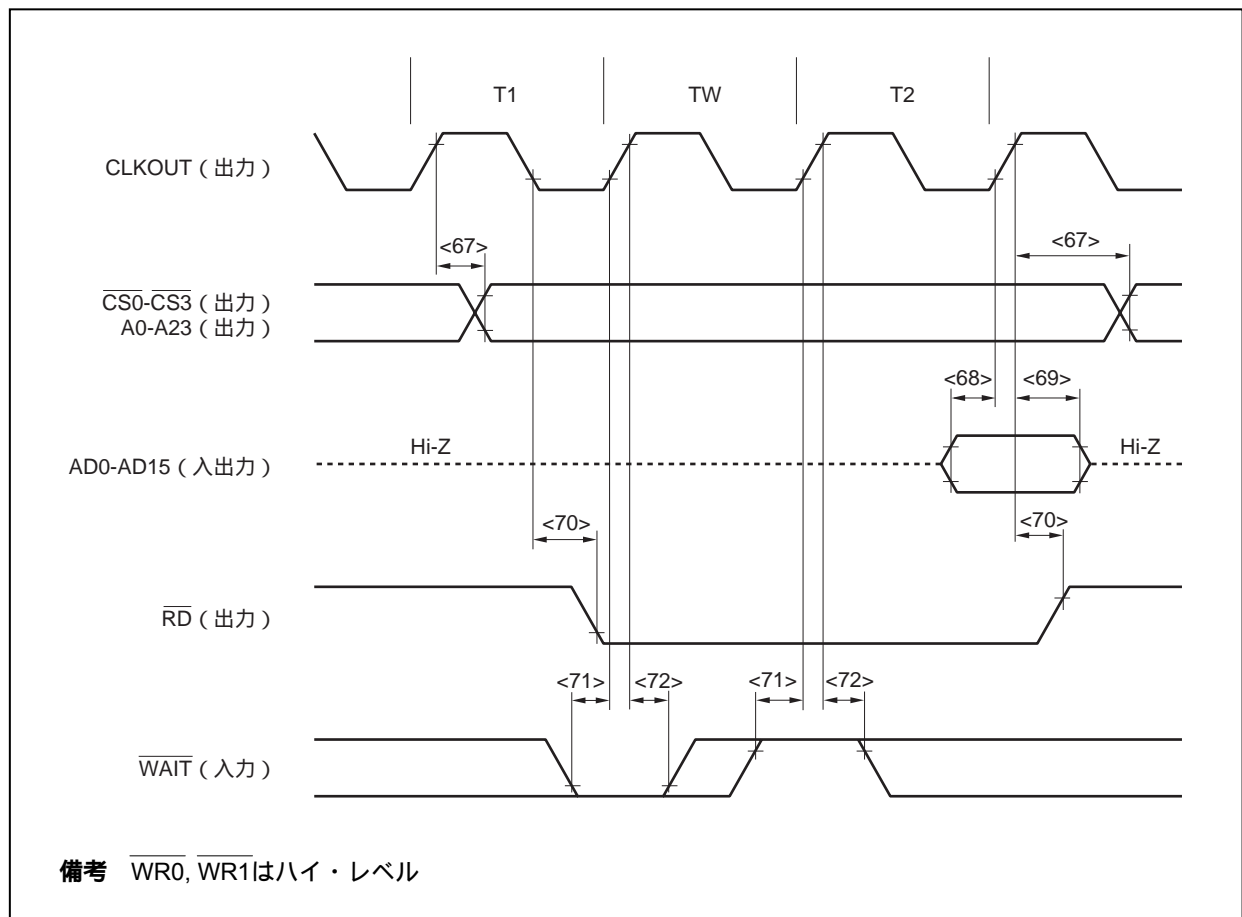 T1 TW T2
CLKOUT（出力）
<67> <67>
CS0-CS3（出力）
A0-A23（出力）
<68> <69>
Hi-Z Hi-Z
AD0-AD15（入出力）
<70> <70>
RD（出力）
<71> <72> <71> <72>
WAIT（入力）
備考 WR0, WR1はハイ・レベル